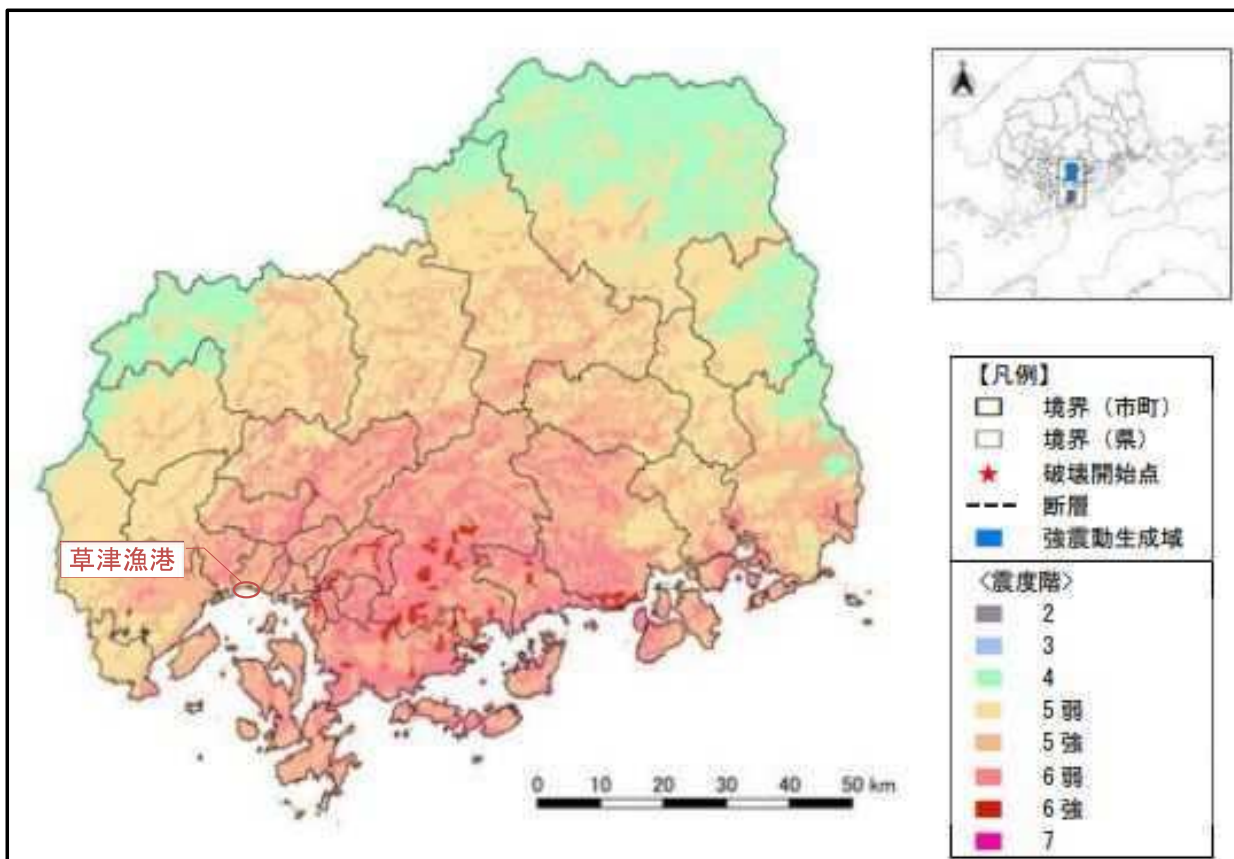 草津漁港
0 10 20 30 40 50 km
【凡例】
境界（市町）
境界（県）
破壊開始点
断層
強震動生成域
<震度階>
2
3
4
5 弱
5 強
6 弱
6 強
7